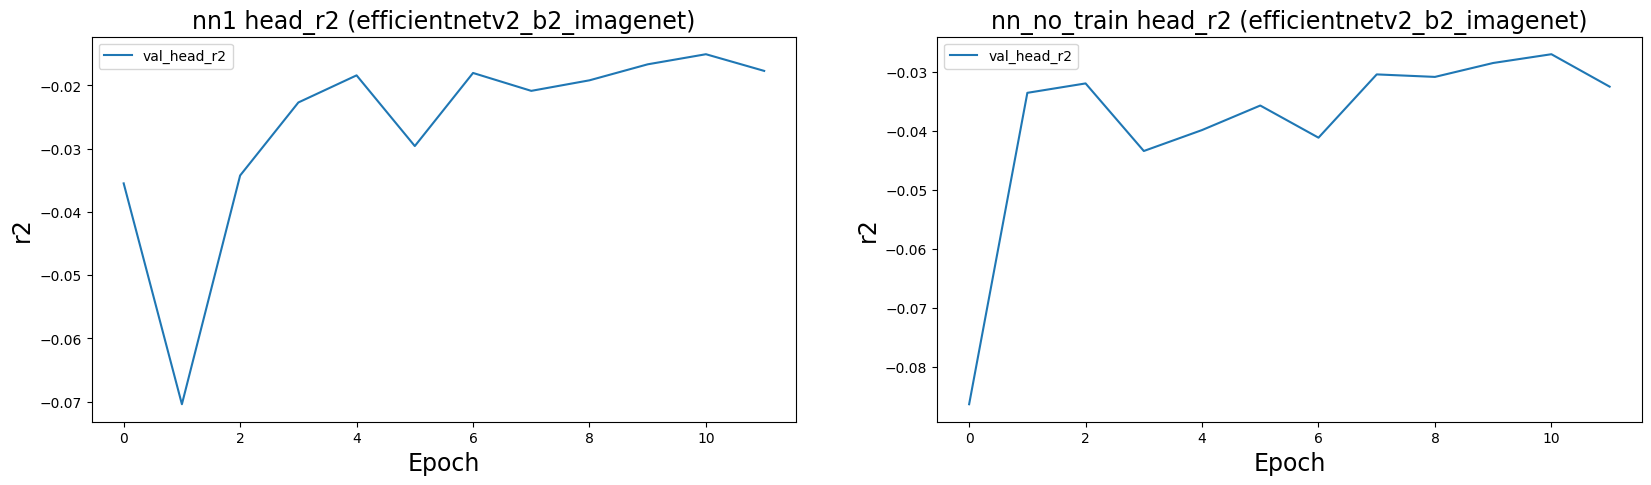 nn1 head_r2 (efficientnetv2_b2_imagenet)
val_head_r2
−0.02
−0.03
−0.04
−0.05
−0.06
−0.07
r2
0 2 4 6 8 10
Epoch
nn_no_train head_r2 (efficientnetv2_b2_imagenet)
val_head_r2
−0.03
−0.04
−0.05
−0.06
−0.07
−0.08
r2
0 2 4 6 8 10
Epoch